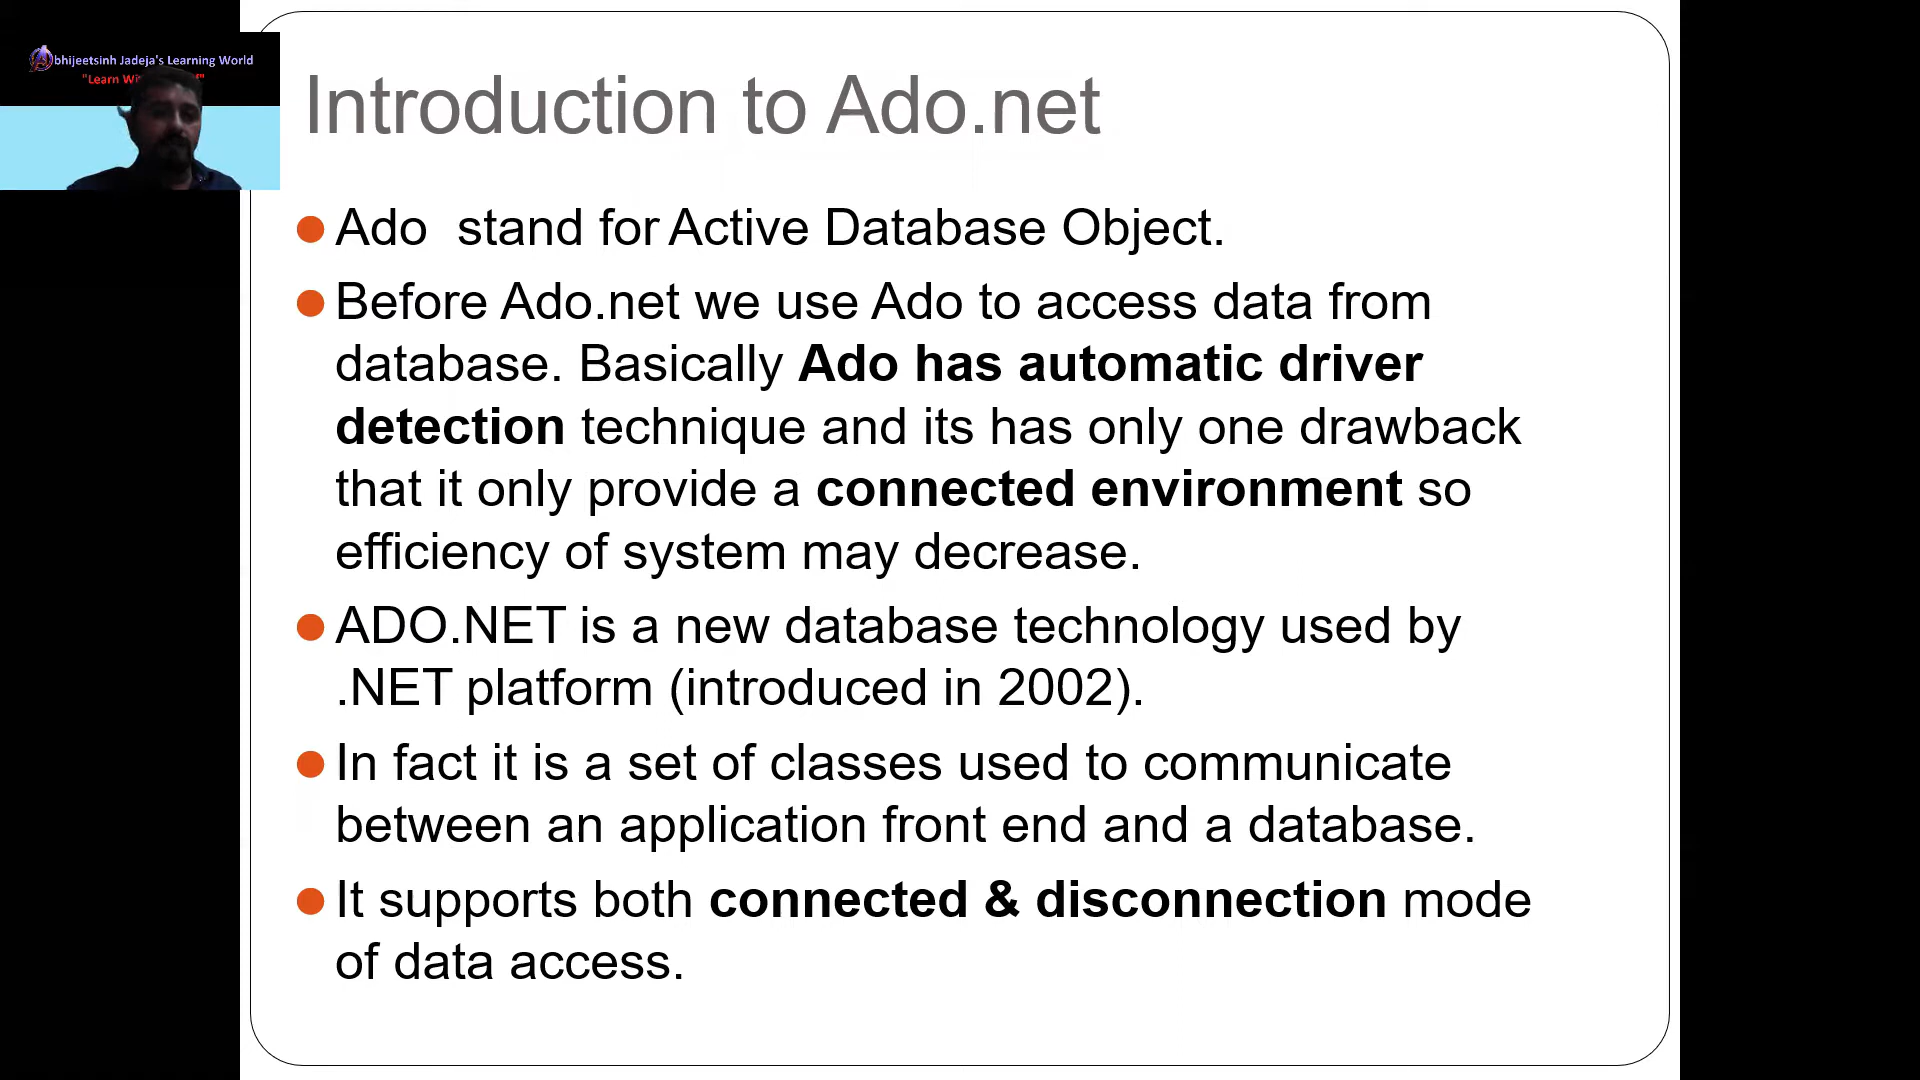 bhijeetsinh Jadeja's Learning World
"Learn
Introduction to Ado.net
Ado stand for Active Database Object.
Before Ado.net we use Ado to access data from
database. Basically Ado has automatic driver
detection technique and its has only one drawback
that it only provide a connected environment so
efficiency of system may decrease.
ADO.NET is a new database technology used by
.NET platform (introduced in 2002).
In fact it is a set of classes used to communicate
between an application front end and a database.
It supports both connected & disconnection mode
of data access.